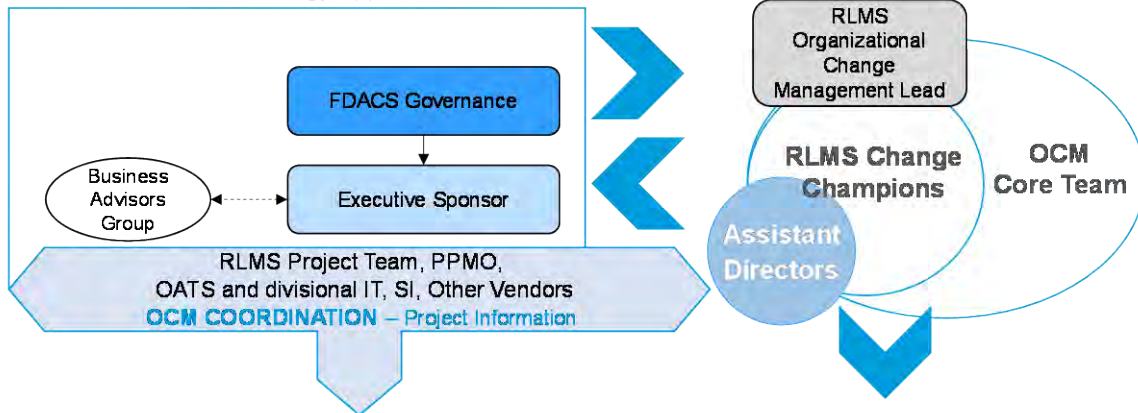 FDACS Governance
Business
Advisors
Group
Executive Sponsor
RLMS Project Team, PPMO,
OATS and divisional IT, SI, Other Vendors
OCM COORDINATION – Project Information
RLMS
Organizational
Change
Management Lead
RLMS Change
Champions
OCM
Core Team
Assistant
Directors